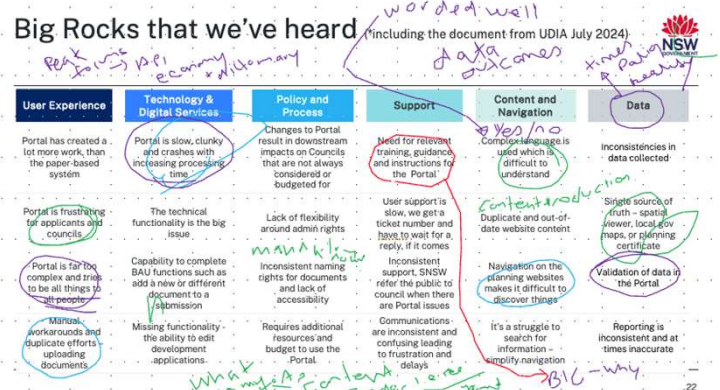 worded well
Big Rocks that we've heard (*including the document from UDIA July 2024)
NSW
GOVERNMENT
data
outcomes
economy
User Experience
Technology &
Digital Services
Policy and
Process
Support
Content and
Navigation
Data
Yes/no
Portal has created a
lot more work, than
the paper-based
system
Portal is slow, clunky
and crashes with
increasing processing
time
Changes to Portal
result in downstream
impacts on Councils
that are not always
considered or
budgeted for
Need for relevant
training, guidance
and instructions for
the Portal
Complex language is
used which is
difficult to
understand
Inconsistencies in
data collected
content production
Portal is frustrating
for applicants and
councils
The technical
functionality is the big
issue
Lack of flexibility
around admin rights
User support is
slow, we get a
ticket number and
have to wait for a
reply, if it comes
Duplicate and out-of-
date website content
Single source of
truth – spatial
viewer, local gov
maps, or planning
certificate
Portal is far too
complex and tries
to be all things to
all people
Capability to complete
BAU functions such as
add a new or different
document to a
submission
Inconsistent naming
rights for documents
and lack of
accessibility
Inconsistent
support, SNSW
refer the public to
council when there
are Portal issues
Navigation on the
planning websites
makes it difficult to
discover things
Validation of data in
the Portal
Manual
workarounds and
duplicate efforts –
uploading
documents
Missing functionality –
the ability to edit
development
applications
Requires additional
resources and
budget to use the
Portal
Communications
are inconsistent and
confusing leading
to frustration and
delays
It's a struggle to
search for
information –
simplify navigation
Reporting is
inconsistent and at
times inaccurate
what
content
BIC - why
22